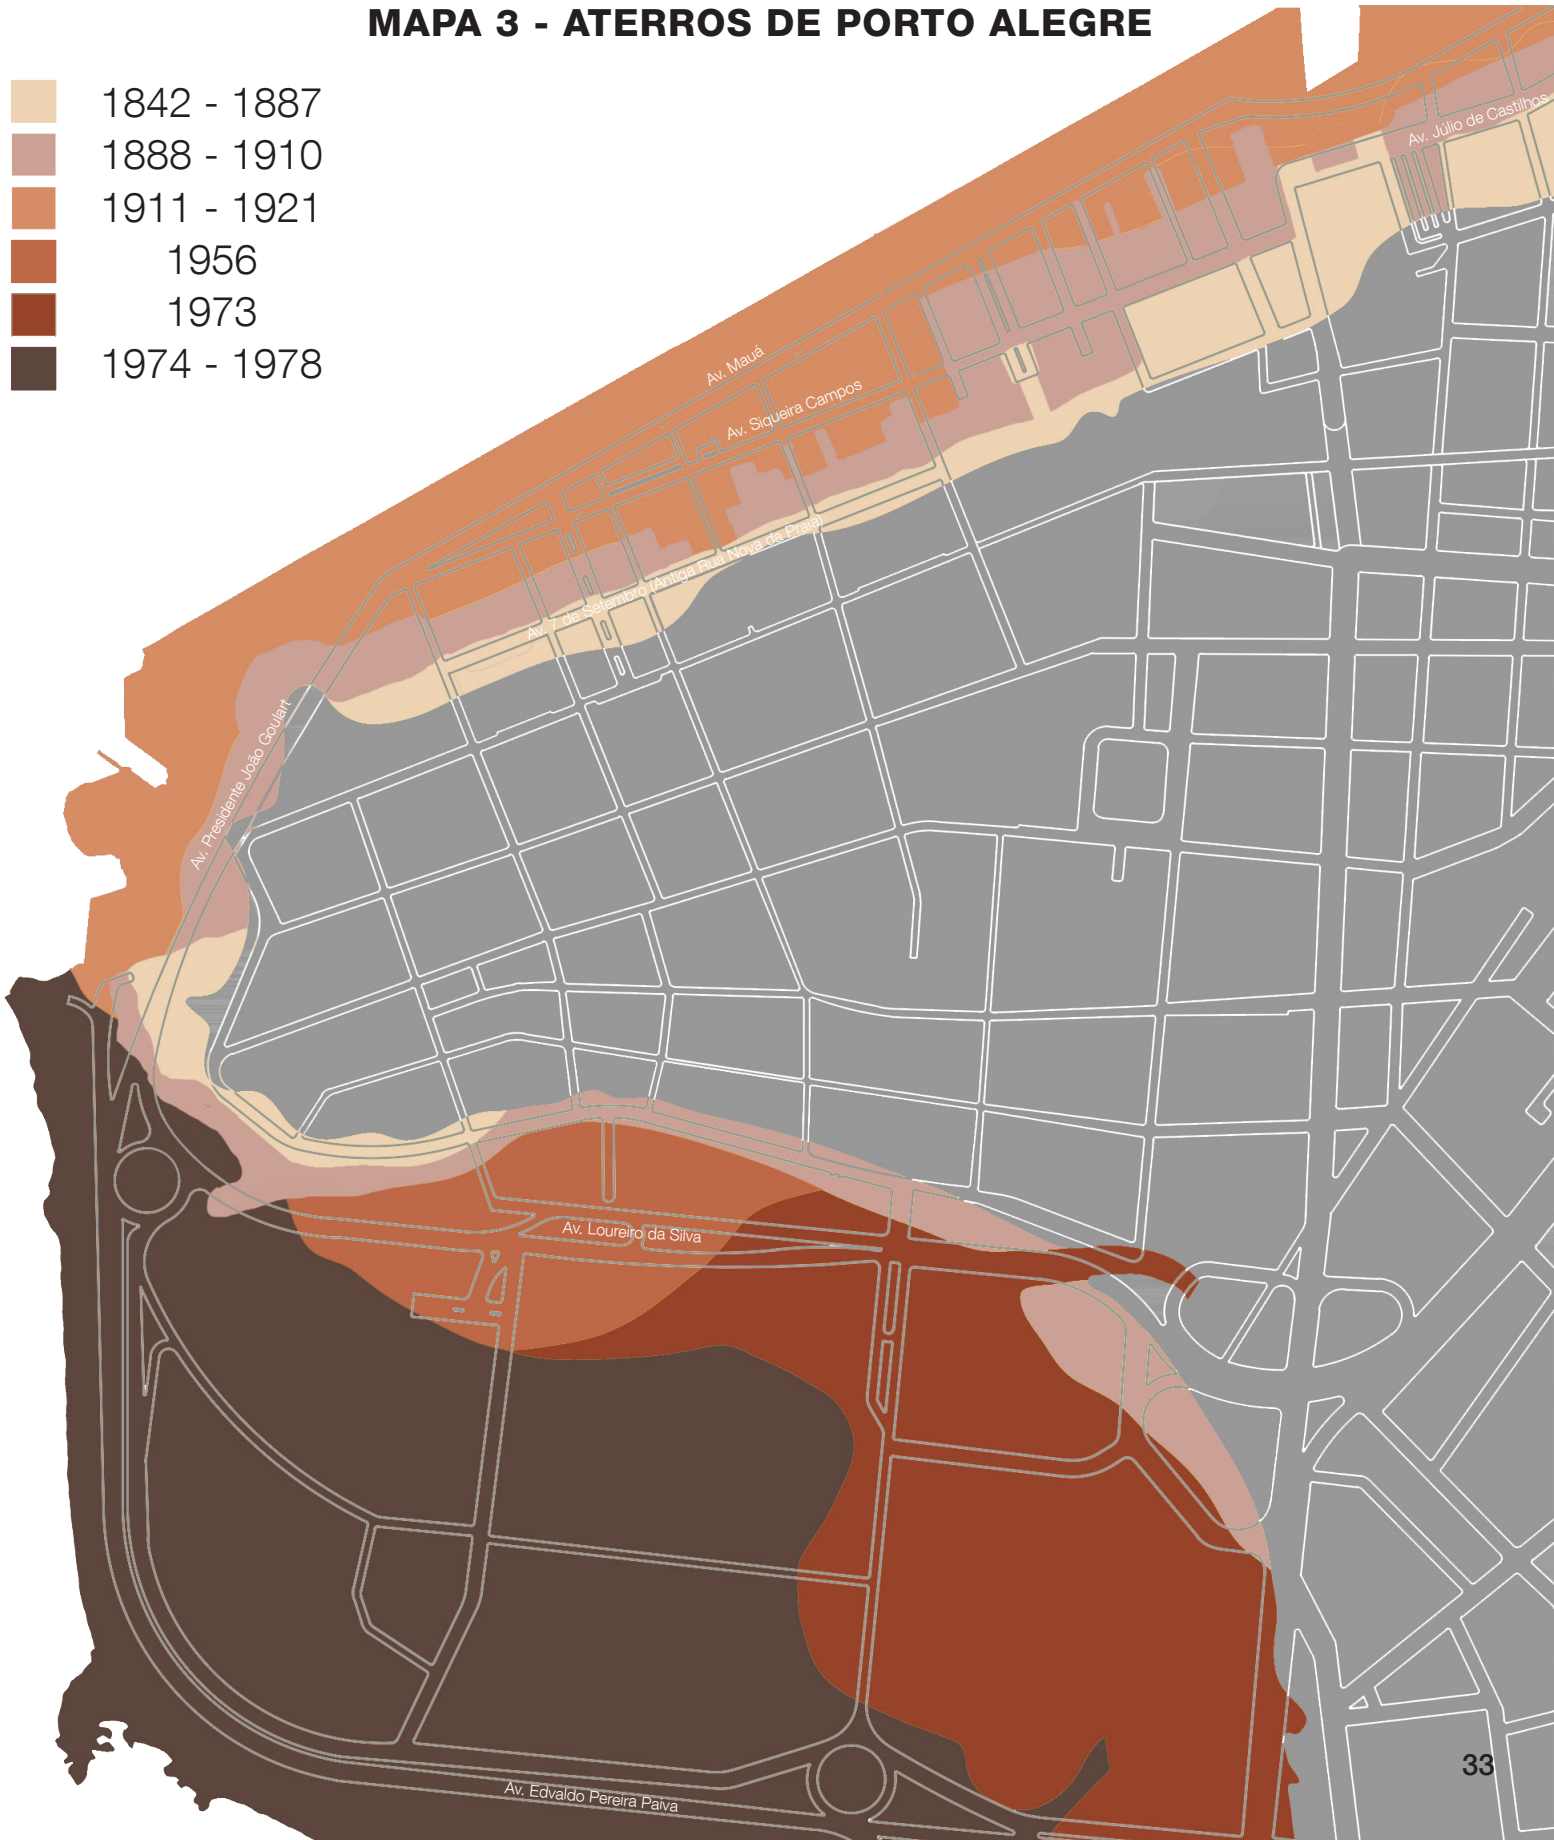 MAPA 3 - ATERROS DE PORTO ALEGRE
1842 - 1887
1888 - 1910
1911 - 1921
1956
1973
1974 - 1978
Av. Júlio de Castilhos
Av. Mauá
Av. Siqueira Campos
Av. 7 de Setembro (Antiga Rua Nova da Praia)
Av. Presidente João Goulart
Av. Loureiro da Silva
Av. Edvaldo Pereira Paiva
33